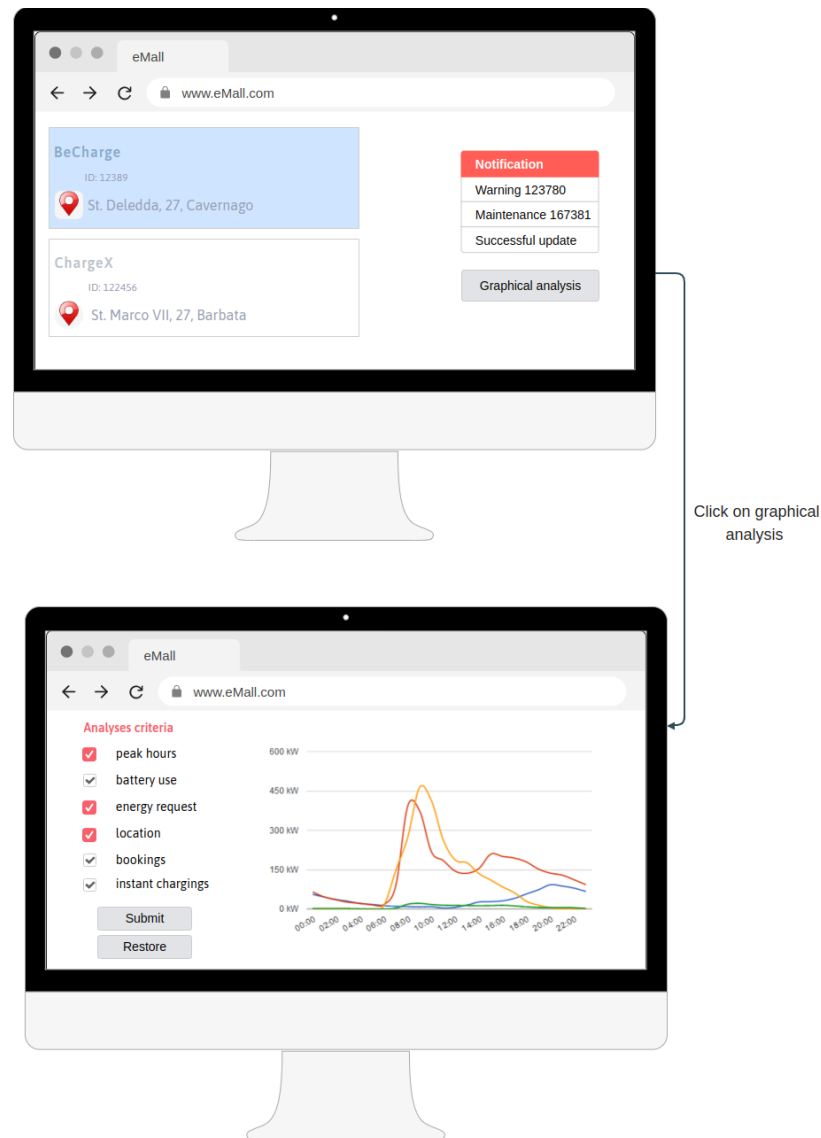 eMall
www.eMall.com
BeCharge
ID: 12389
St. Deledda, 27, Cavernago
ChargeX
ID: 122456
St. Marco VII, 27, Barbata
Notification
Warning 123780
Maintenance 167381
Successful update
Graphical analysis
Click on graphical
analysis
eMall
www.eMall.com
Analyses criteria
peak hours
battery use
energy request
location
bookings
instant chargings
Submit
Restore
600 kW
450 kW
300 kW
150 kW
0 kW
00:00 02:00 04:00 06:00 08:00 10:00 12:00 14:00 16:00 18:00 20:00 22:00